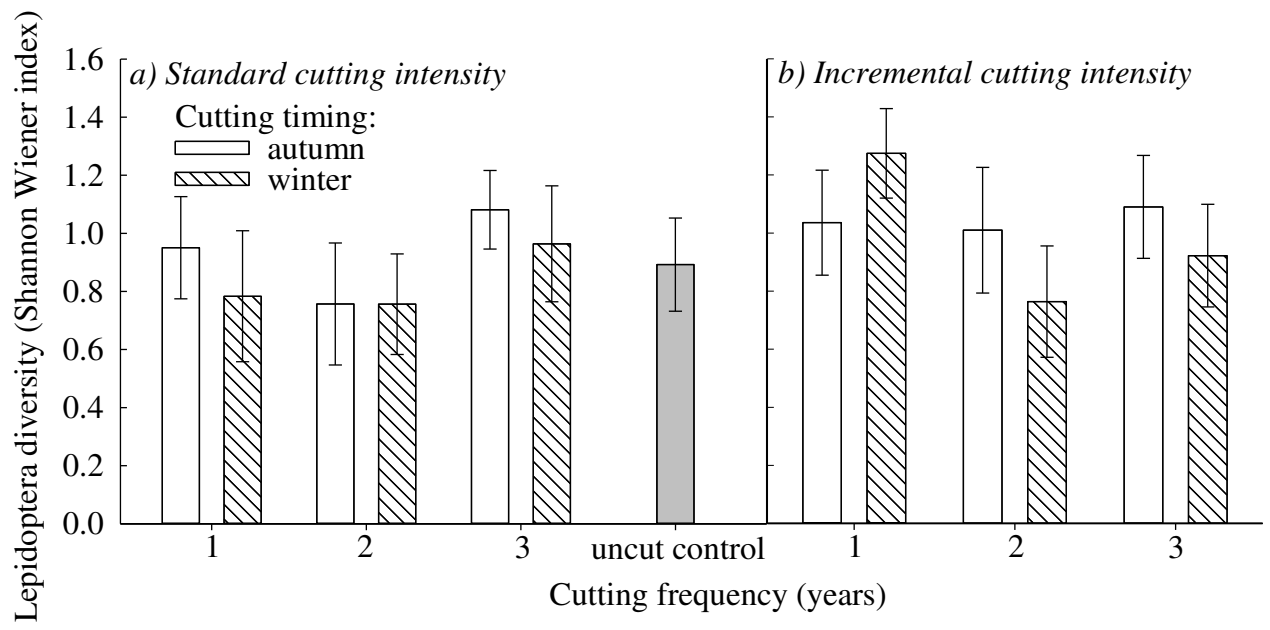 Lepidoptera diversity (Shannon Wiener index)
1.6
1.4
1.2
1.0
0.8
0.6
0.4
0.2
0.0
a) Standard cutting intensity
Cutting timing:
autumn
winter
b) Incremental cutting intensity
1 2 3 uncut control 1 2 3
Cutting frequency (years)